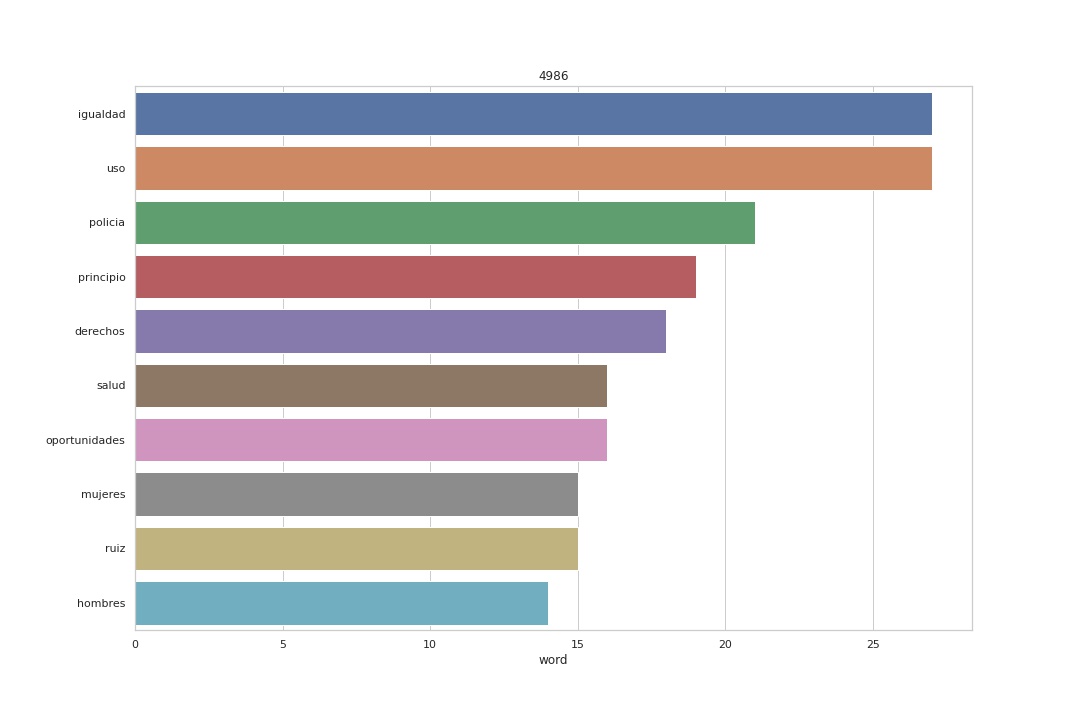 4986
igualdad
uso
policia
principio
derechos
salud
oportunidades
mujeres
ruiz
hombres
0 5 10 15 20 25
word